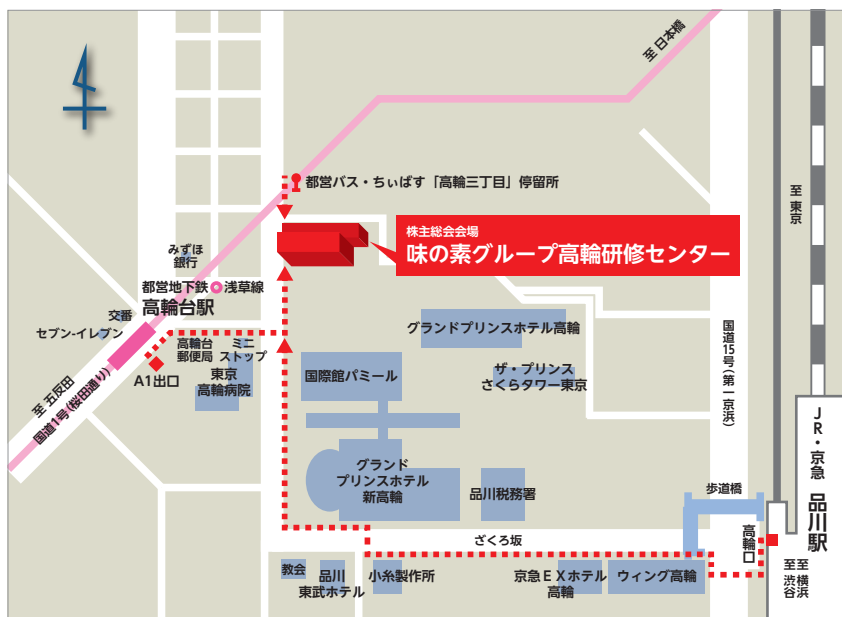 至 日本橋
都営バス・ちぃばす「高輪三丁目」停留所
株主総会会場
味の素グループ高輪研修センター
至 東京
みずほ
銀行
都営地下鉄 浅草線
高輪台駅
交番
セブン-イレブン
高輪台
郵便局
ミニ
ストップ
A1出口
東京
高輪病院
至 五反田
国道1号(桜田通り)
グランドプリンスホテル高輪
国際館パミール
ザ・プリンス
さくらタワー東京
国道15号(第一京浜)
グランド
プリンスホテル
新高輪
品川税務署
歩道橋
JR・京急 品川駅
高輪口
ざくろ坂
至 横浜
至 渋谷
教会
品川
東武ホテル
小糸製作所
京急EXホテル
高輪
ウィング高輪